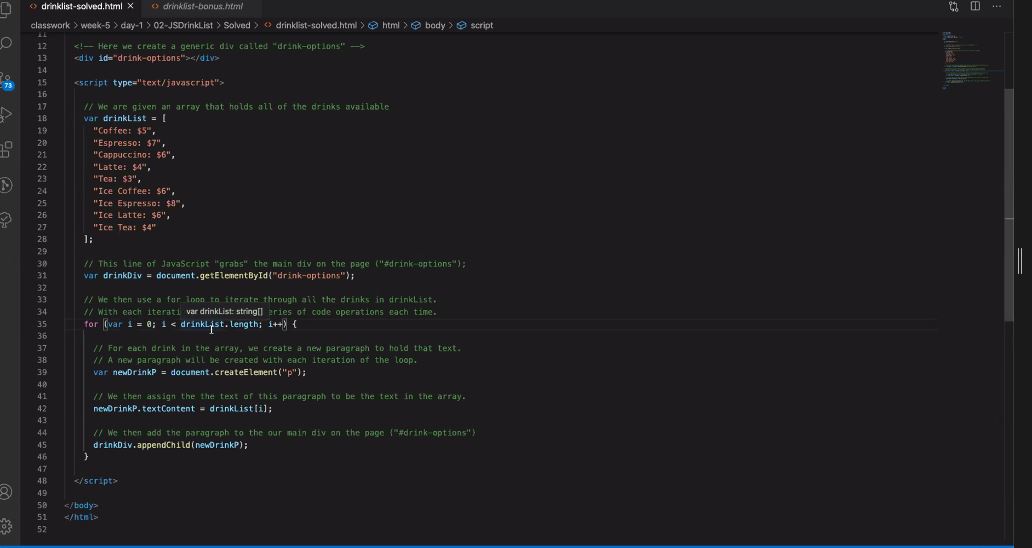 drinklist-solved.html
drinklist-bonus.html
classwork > week-5 > day-1 > 02-JSDrinkList > Solved > drinklist-solved.html > html > body > script
11
12 <!-- Here we create a generic div called "drink-options" -->
13 <div id="drink-options"></div>
14
15 <script type="text/javascript">
16
17 // We are given an array that holds all of the drinks available
18 var drinkList = [
19 "Coffee: $5",
20 "Espresso: $7",
21 "Cappuccino: $6",
22 "Latte: $4",
23 "Tea: $3",
24 "Ice Coffee: $6",
25 "Ice Espresso: $8",
26 "Ice Latte: $6",
27 "Ice Tea: $4"
28 ];
29
30 // This line of JavaScript "grabs" the main div on the page ("#drink-options");
31 var drinkDiv = document.getElementById("drink-options");
32
33 // We then use a for loop to iterate through all the drinks in drinkList.
34 // With each iterati
var drinkList: string[]
eries of code operations each time.
35 for (var i = 0; i < drinkList.length; i++) {
36
37 // For each drink in the array, we create a new paragraph to hold that text.
38 // A new paragraph will be created with each iteration of the loop.
39 var newDrinkP = document.createElement("p");
40
41 // We then assign the the text of this paragraph to be the text in the array.
42 newDrinkP.textContent = drinkList[i];
43
44 // We then add the paragraph to the our main div on the page ("#drink-options")
45 drinkDiv.appendChild(newDrinkP);
46 }
47
48 </script>
49
50 </body>
51 </html>
52
73